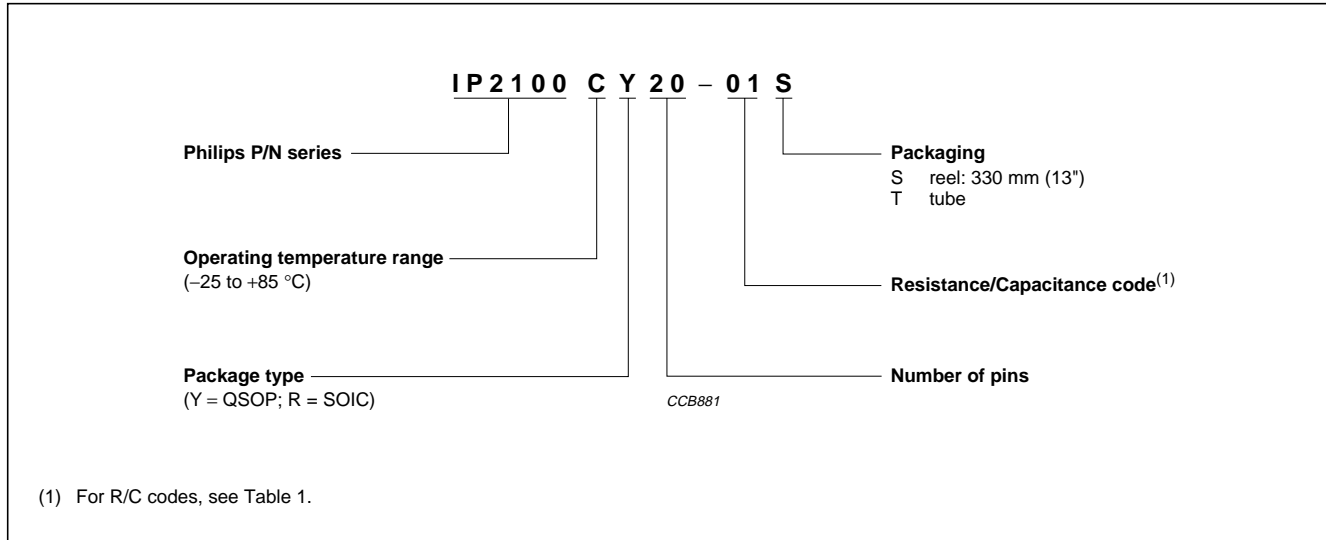 IP2100 C Y 20 – 01 S
Philips P/N series
Packaging
S reel: 330 mm (13")
T tube
Operating temperature range
(−25 to +85 °C)
Resistance/Capacitance code(1)
Package type
(Y = QSOP; R = SOIC)
Number of pins
CCB881
(1) For R/C codes, see Table 1.